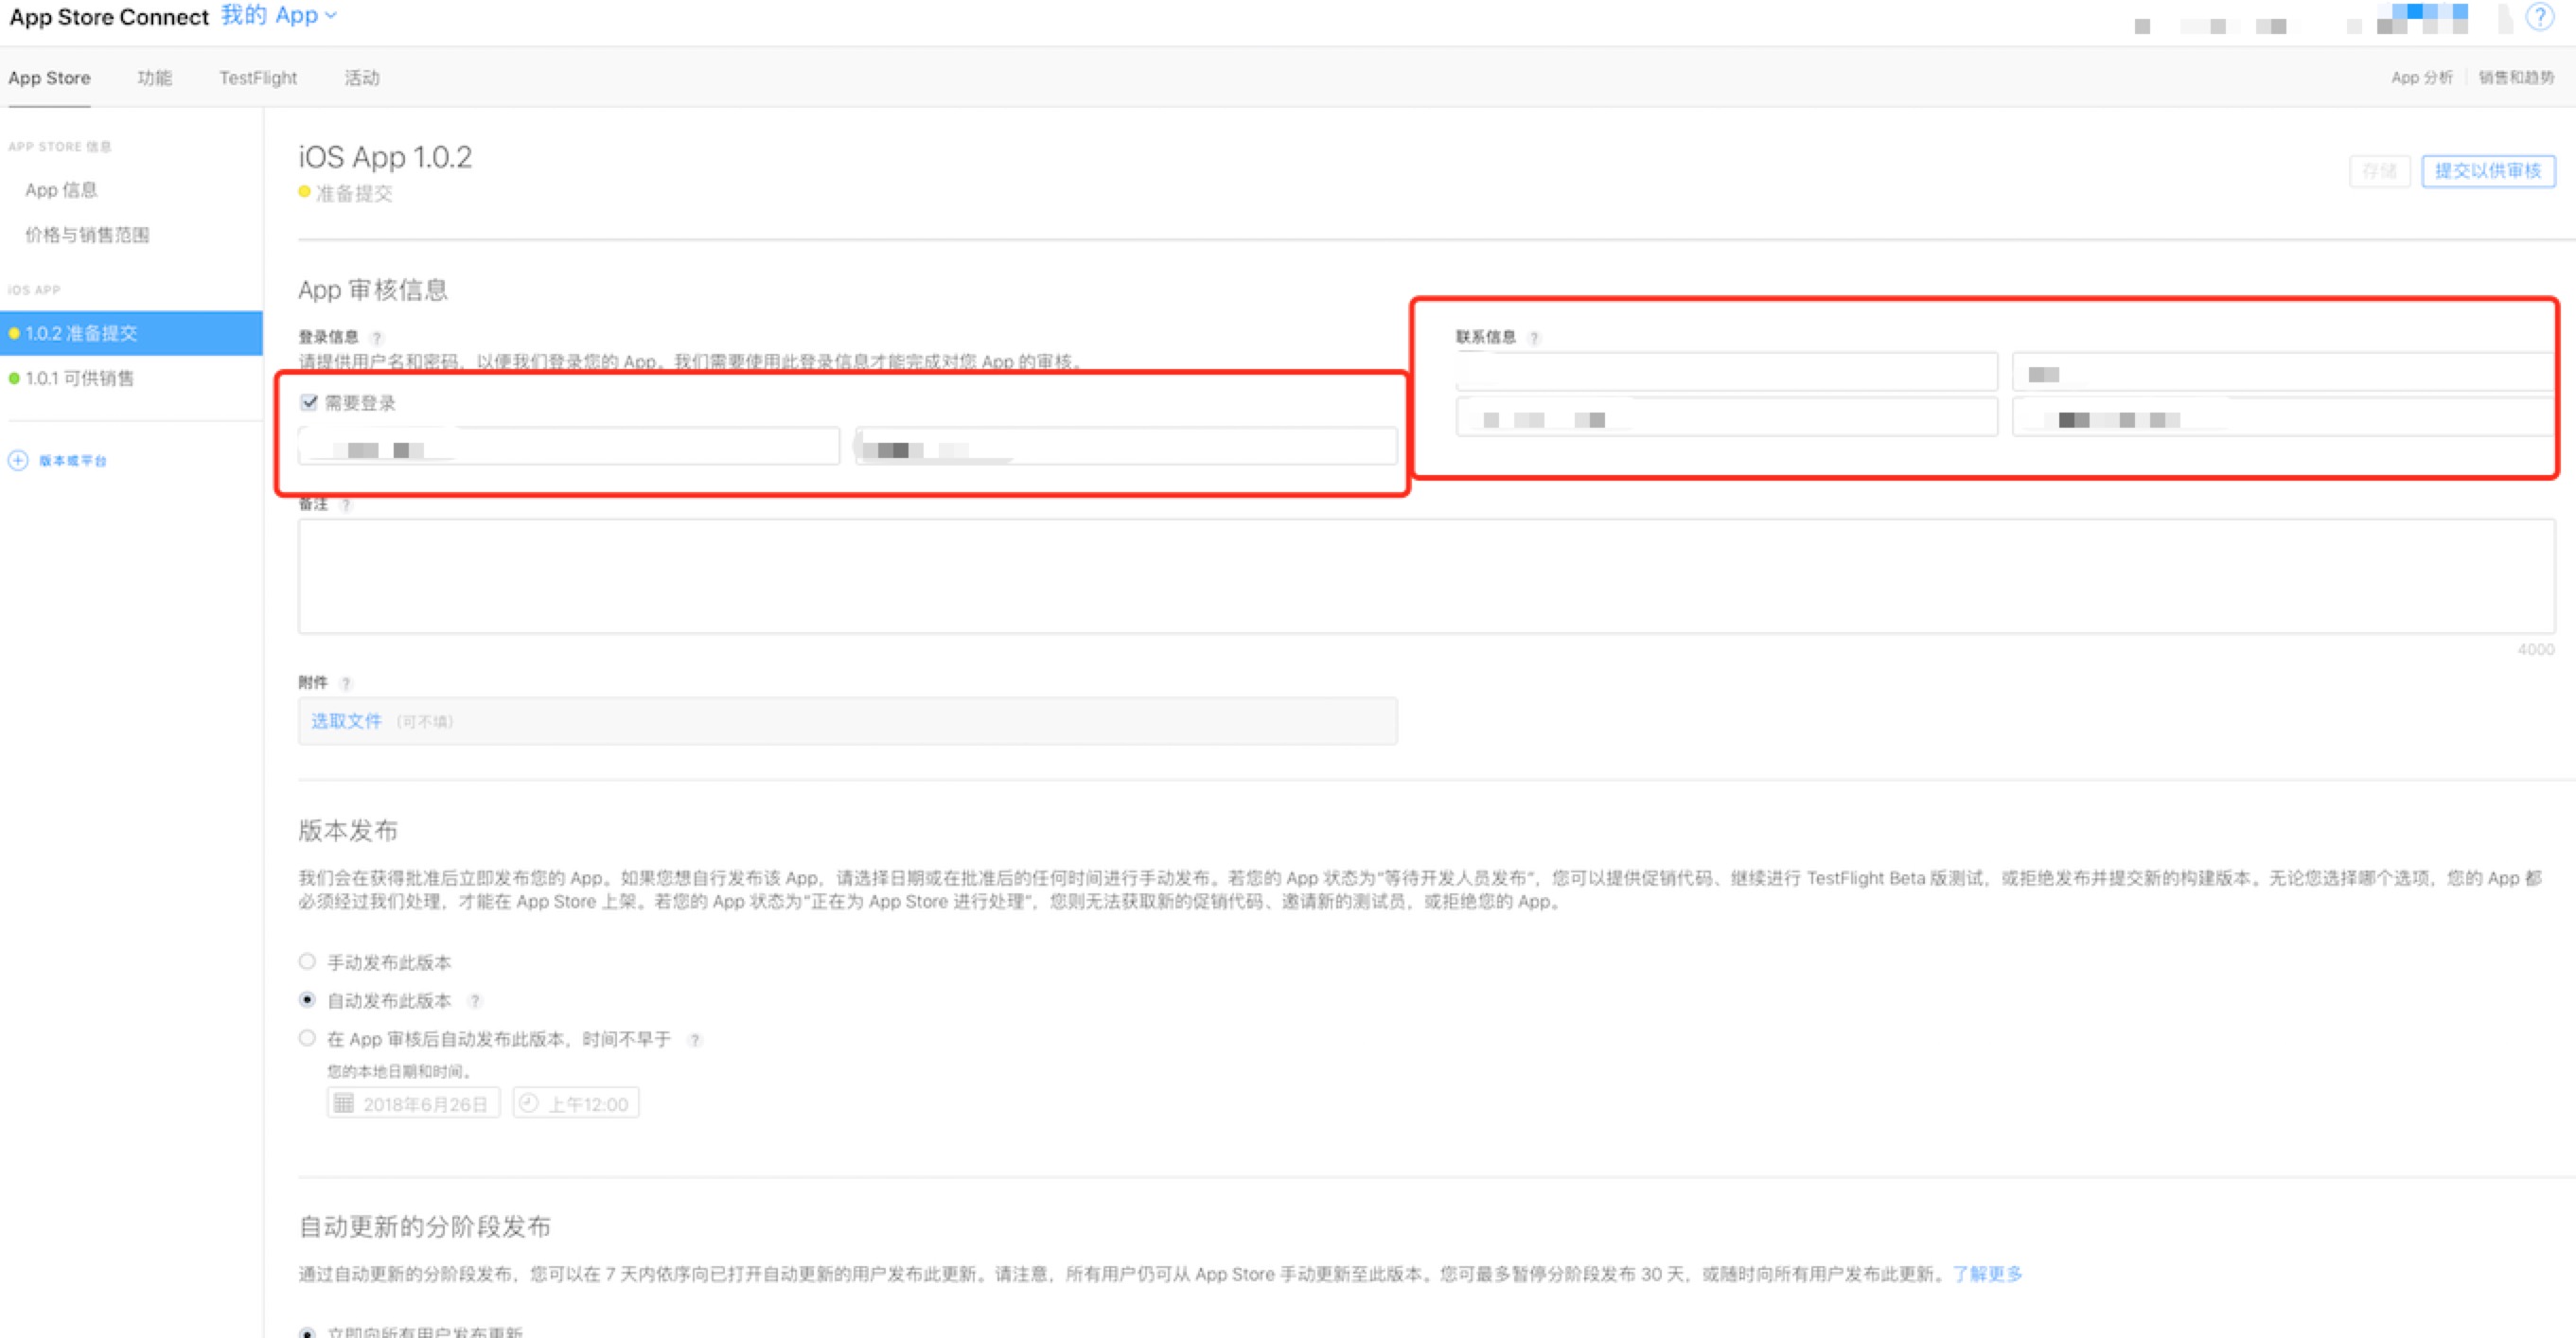 App Store Connect 我的 App
App Store 功能 TestFlight 活动 App 分析 销售和趋势
APP STORE 信息
App 信息
价格与销售范围
iOS APP
1.0.2 准备提交
1.0.1 可供销售
版本或平台
iOS App 1.0.2
准备提交
存储 提交以供审核
App 审核信息
登录信息 ?
请提供用户名和密码，以便我们登录您的 App。我们需要使用此登录信息才能完成对您 App 的审核。
需要登录
联系信息 ?
备注 ?
4000
附件 ?
选取文件 (可不填)
版本发布
我们会在获得批准后立即发布您的 App。如果您想自行发布该 App，请选择日期或在批准后的任何时间进行手动发布。若您的 App 状态为“等待开发人员发布”，您可以提供促销代码、继续进行 TestFlight Beta 版测试，或拒绝发布并提交新的构建版本。无论您选择哪个选项，您的 App 都
必须经过我们处理，才能在 App Store 上架。若您的 App 状态为“正在为 App Store 进行处理”，您则无法获取新的促销代码、邀请新的测试员，或拒绝您的 App。
手动发布此版本
自动发布此版本 ?
在 App 审核后自动发布此版本，时间不早于 ?
您的本地日期和时间。
2018年6月26日 上午12:00
自动更新的分阶段发布
通过自动更新的分阶段发布，您可以在 7 天内依序向已打开自动更新的用户发布此更新。请注意，所有用户仍可从 App Store 手动更新至此版本。您可最多暂停分阶段发布 30 天，或随时向所有用户发布此更新。了解更多
立即向所有用户发布更新